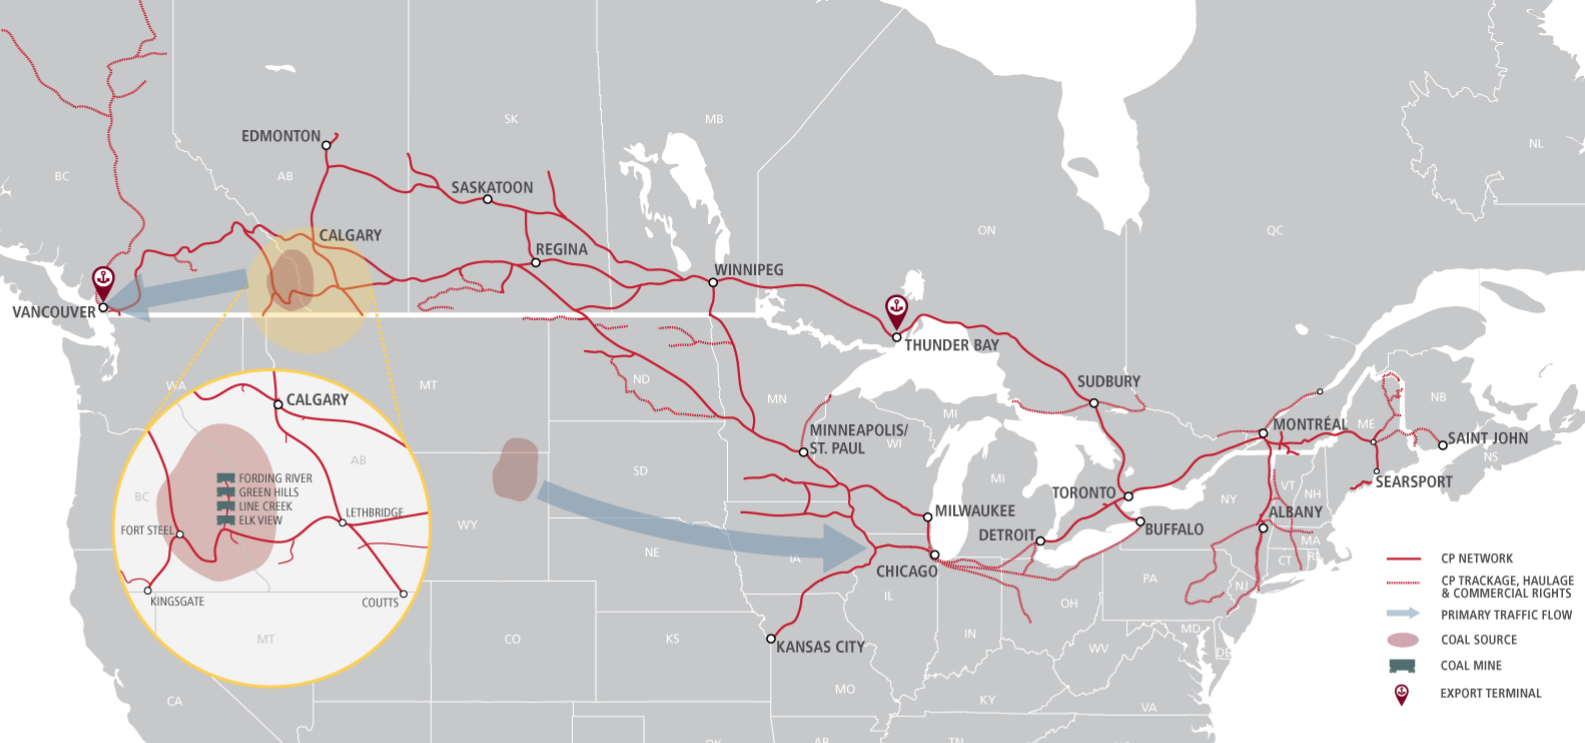 EDMONTON
SK
MB
NL
BC
AB
SASKATOON
ON
QC
CALGARY
REGINA
WINNIPEG
VANCOUVER
THUNDER BAY
WA
MT
ND
MN
SUDBURY
MI
NB
MONTRÉAL
ME
SAINT JOHN
NS
CALGARY
MINNEAPOLIS/
ST. PAUL
WI
AB
SD
MI
TORONTO
SEARSPORT
VT
NH
NY
BC
FORDING RIVER
GREEN HILLS
LINE CREEK
ELK VIEW
LETHBRIDGE
FORT STEEL
WY
MILWAUKEE
DETROIT
BUFFALO
ALBANY
MA
RI
CT
NE
IA
CHICAGO
IL
PA
NJ
OH
KINGSGATE
COUTTS
MT
CO
KS
KANSAS CITY
IN
WV
MD
DE
MO
KY
VA
CA
OK
AR
TN
CP NETWORK
CP TRACKAGE, HAULAGE
& COMMERCIAL RIGHTS
PRIMARY TRAFFIC FLOW
COAL SOURCE
COAL MINE
EXPORT TERMINAL